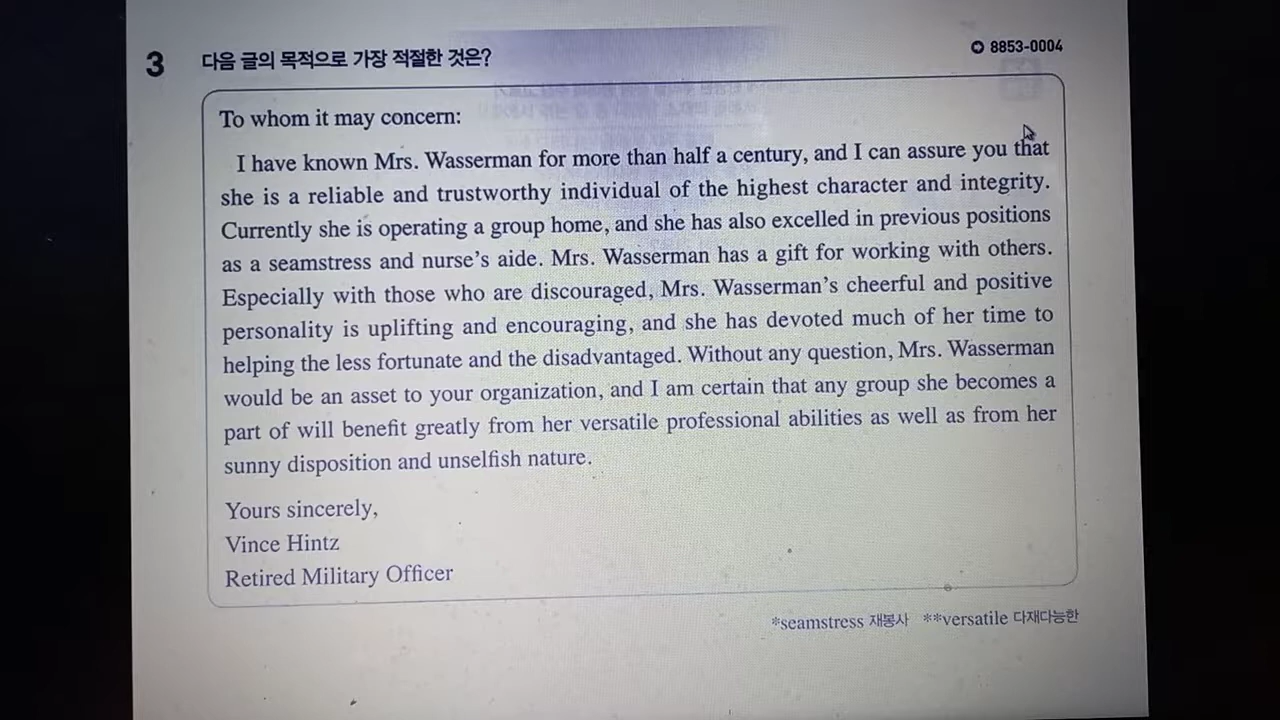 3 다음 글의 목적으로 가장 적절한 것은?
8853-0004
To whom it may concern:
I have known Mrs. Wasserman for more than half a century, and I can assure you that
she is a reliable and trustworthy individual of the highest character and integrity.
Currently she is operating a group home, and she has also excelled in previous positions
as a seamstress and nurse's aide. Mrs. Wasserman has a gift for working with others.
Especially with those who are discouraged, Mrs. Wasserman's cheerful and positive
personality is uplifting and encouraging, and she has devoted much of her time to
helping the less fortunate and the disadvantaged. Without any question, Mrs. Wasserman
would be an asset to your organization, and I am certain that any group she becomes a
part of will benefit greatly from her versatile professional abilities as well as from her
sunny disposition and unselfish nature.
Yours sincerely,
Vince Hintz
Retired Military Officer
*seamstress 재봉사 **versatile 다재다능한